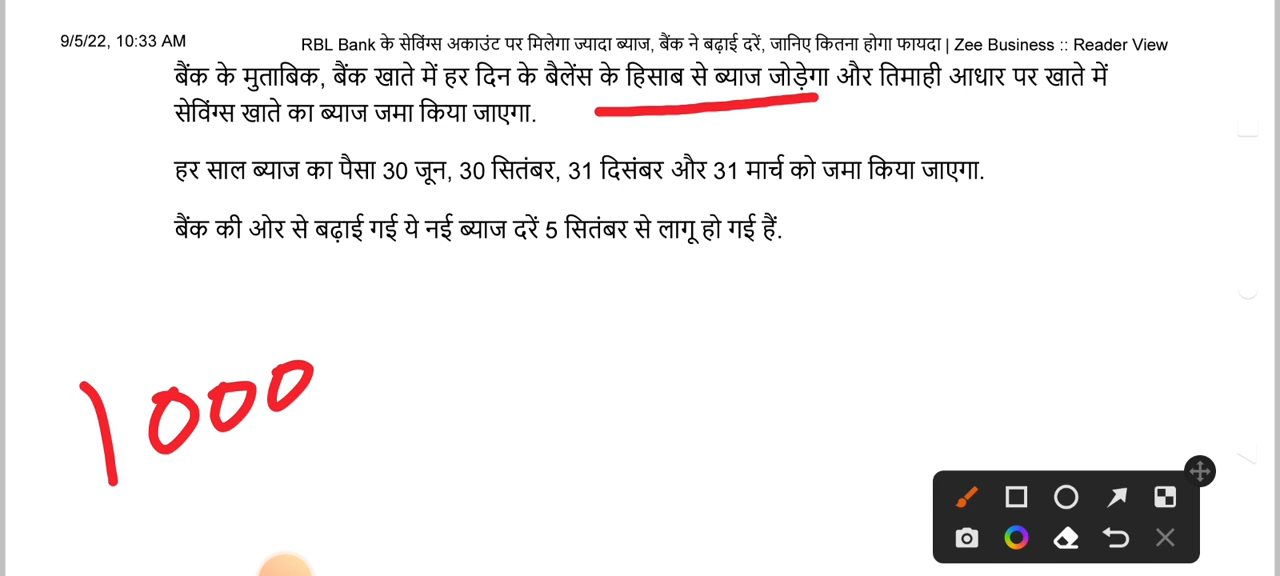 9/5/22, 10:33 AM RBL Bank के सेविंग्स अकाउंट पर मिलेगा ज्यादा ब्याज, बैंक ने बढ़ाई दरें, जानिए कितना होगा फायदा | Zee Business :: Reader View
बैंक के मुताबिक, बैंक खाते में हर दिन के बैलेंस के हिसाब से ब्याज जोड़ेगा और तिमाही आधार पर खाते में
सेविंग्स खाते का ब्याज जमा किया जाएगा.
हर साल ब्याज का पैसा 30 जून, 30 सितंबर, 31 दिसंबर और 31 मार्च को जमा किया जाएगा.
बैंक की ओर से बढ़ाई गई ये नई ब्याज दरें 5 सितंबर से लागू हो गई हैं.
1000